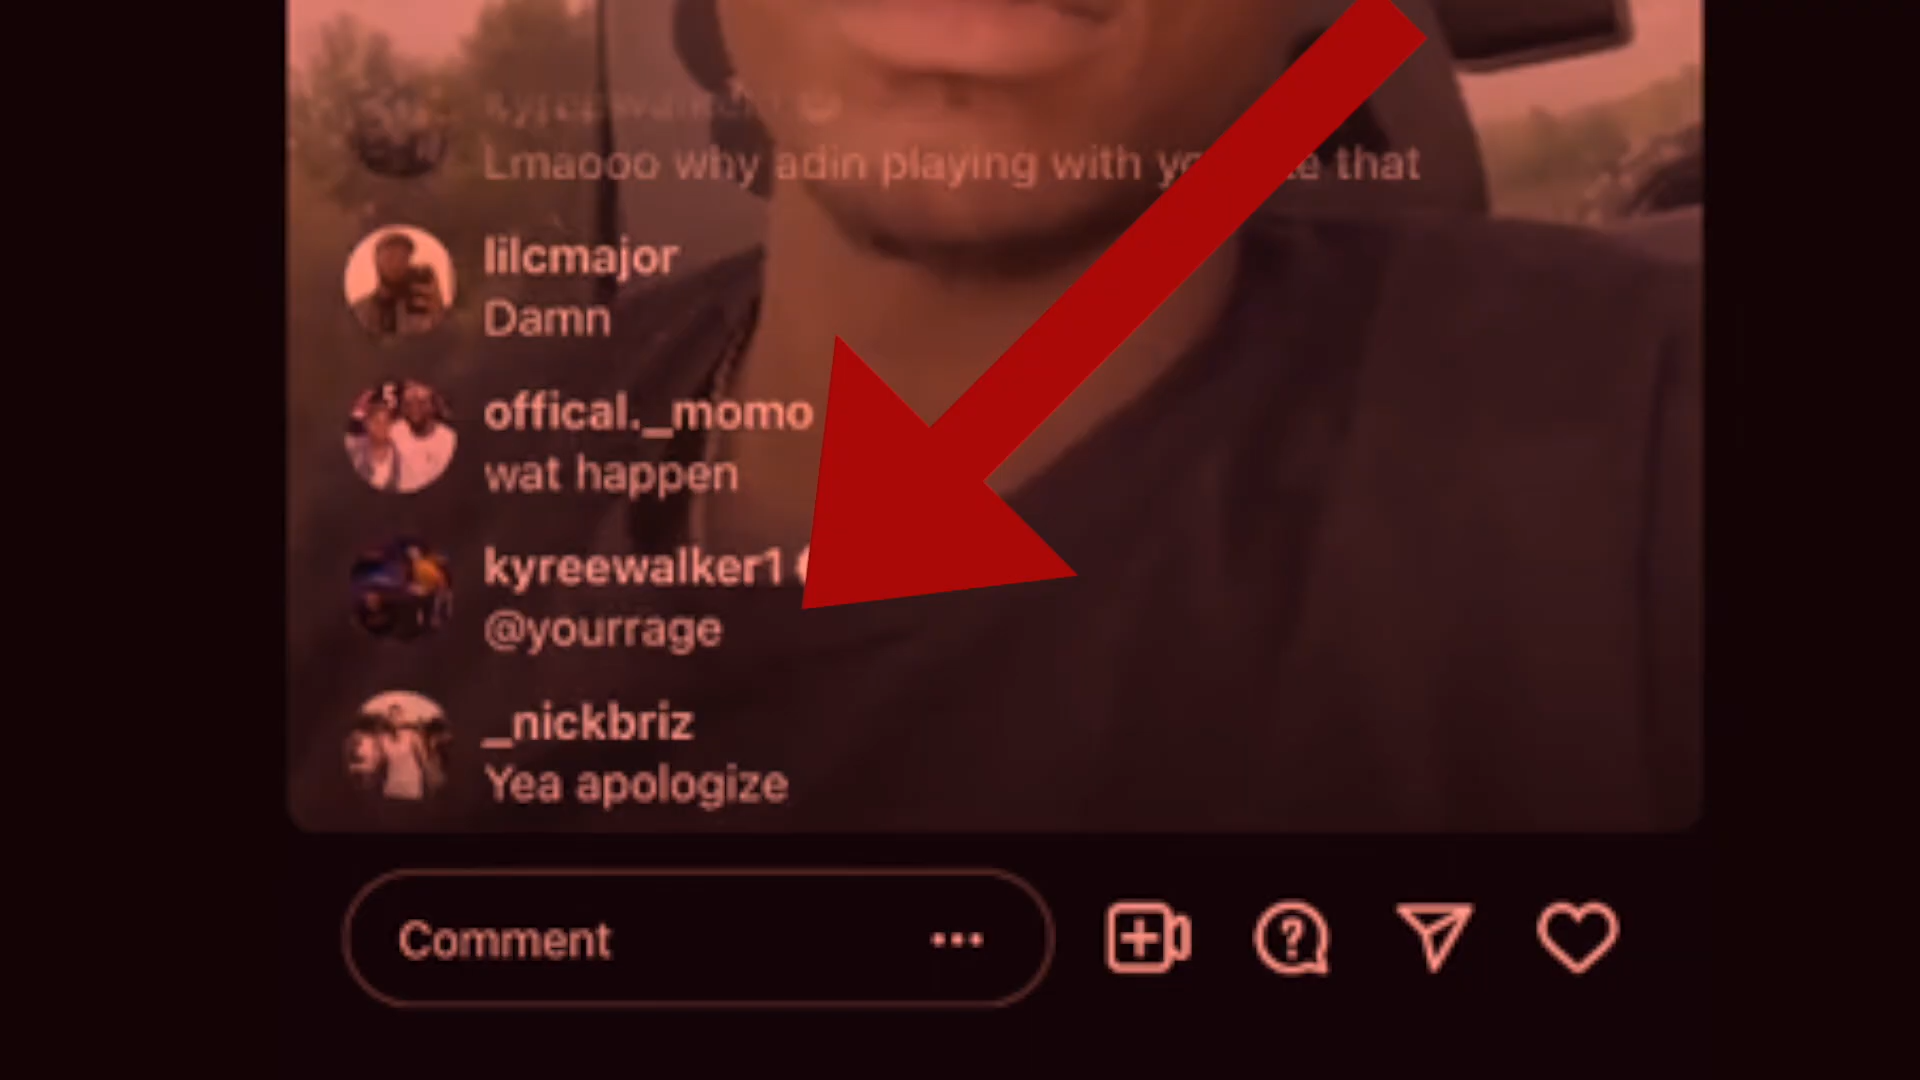 Lmaooo why adin playing with that
lilcmajor
Damn
offical._momo
wat happen
kyreewalker1
@yourrage
_nickbriz
Yea apologize
Comment